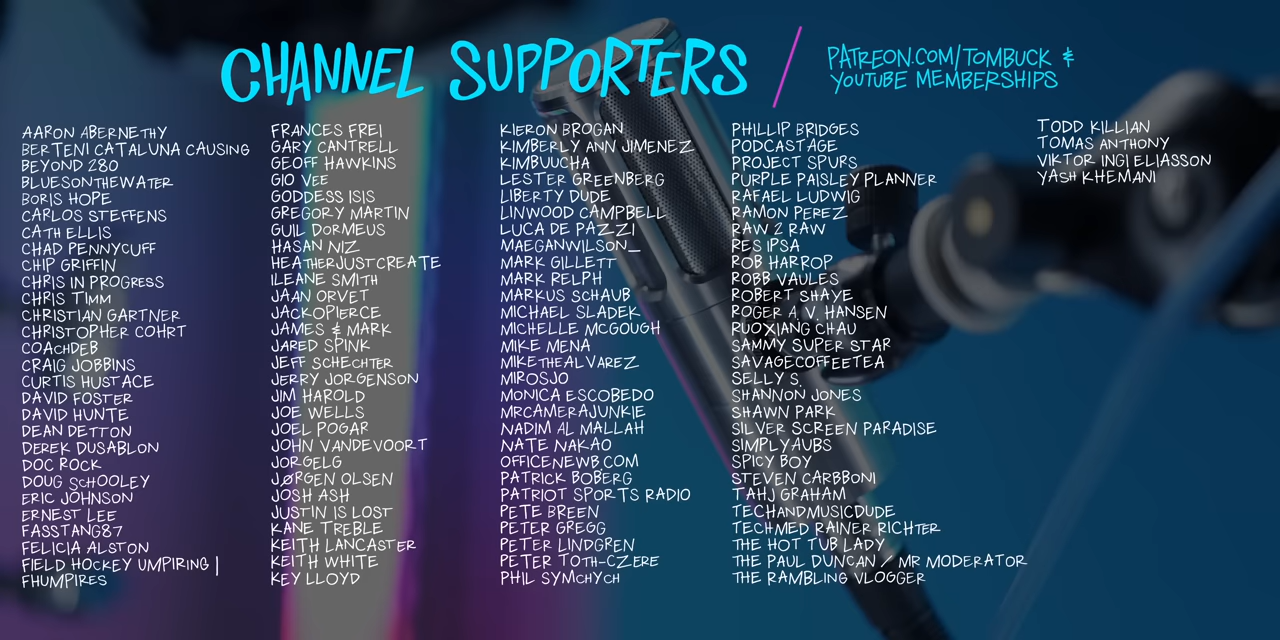 CHANNEL SUPPORTERS
PATREON.COM/TOMBUCK &
YOUTUBE MEMBERSHIPS
AARON ABERNETHY
BERTENI CATALUNA CAUSING
BEYOND 280
BLUESONTHEWATER
BORIS HOPE
CARLOS STEFFENS
CATH ELLIS
CHAD PENNYCUFF
CHIP GRIFFIN
CHRIS IN PROGRESS
CHRIS TIMM
CHRISTIAN GARTNER
CHRISTOPHER COHRT
COACHDEB
CRAIG JOBBINS
CURTIS HUSTACE
DAVID FOSTER
DAVID HUNTE
DEAN DETTON
DEREK DUSABLON
DOC ROCK
DOUG SCHOOLEY
ERIC JOHNSON
ERNEST LEE
FASSTANG87
FELICIA ALSTON
FIELD HOCKEY UMPIRING |
FHUMPIRES
FRANCES FREI
GARY CANTRELL
GEOFF HAWKINS
GIO VEE
GODDESS ISIS
GREGORY MARTIN
GUIL DORMEUS
HASAN NIZ
HEATHERJUSTCREATE
ILEANE SMITH
JAAN ORVET
JACKOPIERCE
JAMES & MARK
JARED SPINK
JEFF SCHECHTER
JERRY JORGENSON
JIM HAROLD
JOE WELLS
JOEL POGAR
JOHN VANDEVOORT
JORGELG
JØRGEN OLSEN
JOSH ASH
JUSTIN IS LOST
KANE TREBLE
KEITH LANCASTER
KEITH WHITE
KEY LLOYD
KIERON BROGAN
KIMBERLY ANN JIMENEZ
KIMBUUCHA
LESTER GREENBERG
LIBERTY DUDE
LINWOOD CAMPBELL
LUCA DE PAZZI
MAEGANWILSON_
MARK GILLETT
MARK RELPH
MARKUS SCHAUB
MICHAEL SLADEK
MICHELLE MCGOUGH
MIKE MENA
MIKETHEALVAREZ
MIROSJO
MONICA ESCOBEDO
MRCAMERAJUNKIE
NADIM AL MALLAH
NATE NAKAO
OFFICENEWB.COM
PATRICK BOBERG
PATRIOT SPORTS RADIO
PETE BREEN
PETER GREGG
PETER LINDGREN
PETER TOTH-CZERE
PHIL SYMCHYCH
PHILLIP BRIDGES
PODCASTAGE
PROJECT SPURS
PURPLE PAISLEY PLANNER
RAFAEL LUDWIG
RAMON PEREZ
RAW 2 RAW
RES IPSA
ROB HARROP
ROBB VAULES
ROBERT SHAYE
ROGER A. V. HANSEN
RUOXIANG CHAU
SAMMY SUPER STAR
SAVAGECOFFEETEA
SELLY S.
SHANNON JONES
SHAWN PARK
SILVER SCREEN PARADISE
SIMPLYAUBS
SPICY BOY
STEVEN CARBBONI
TAHJ GRAHAM
TECHANDMUSICDUDE
TECHMED RAINER RICHTER
THE HOT TUB LADY
THE PAUL DUNCAN / MR MODERATOR
THE RAMBLING VLOGGER
TODD KILLIAN
TOMAS ANTHONY
VIKTOR INGI ELIASSON
YASH KHEMANI